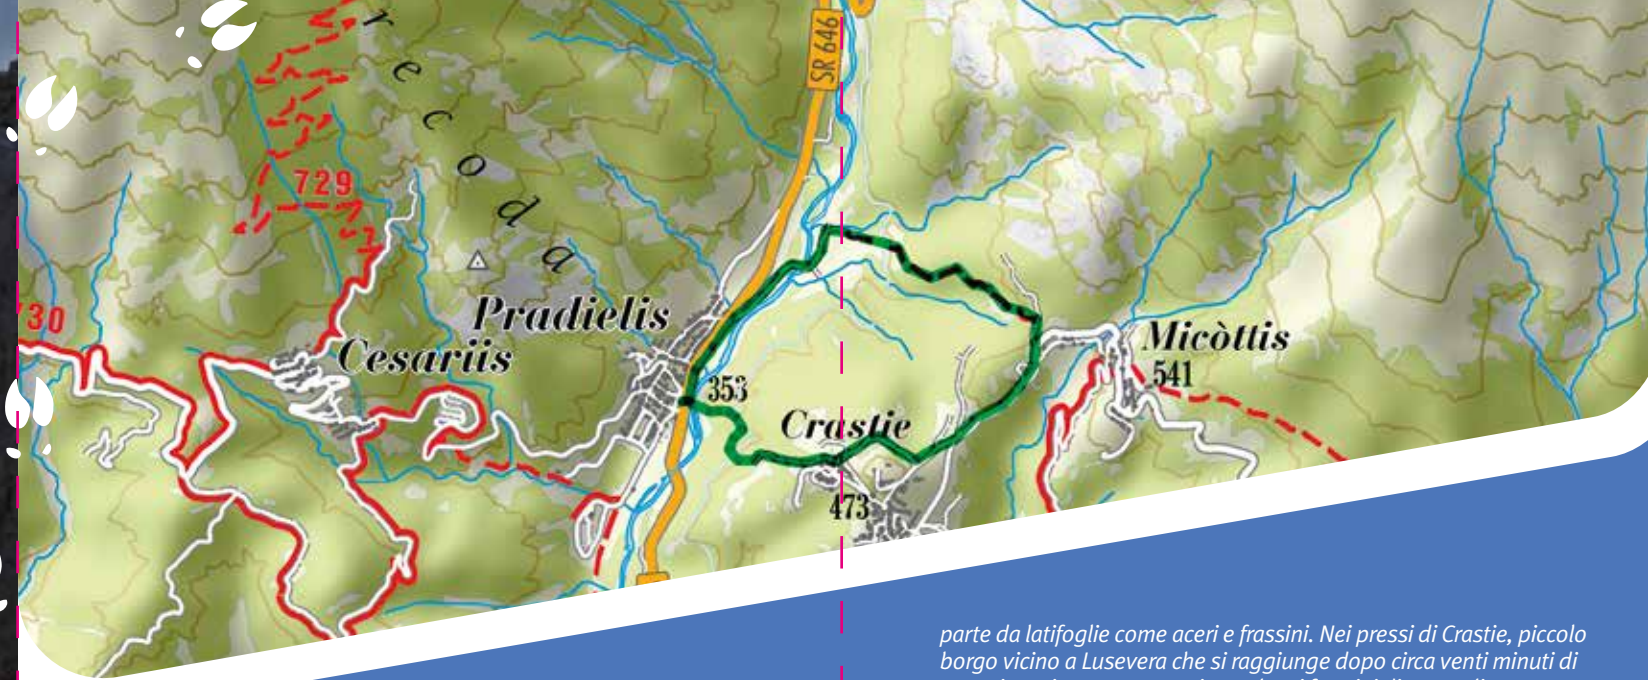 SR 646
recoda
729
30
Pradielis
Cesariis
353
Micòttis
541
Crastie
473
parte da latifoglie come aceri e frassini. Nei pressi di Crastie, piccolo
borgo vicino a Lusevera che si raggiunge dopo circa venti minuti di